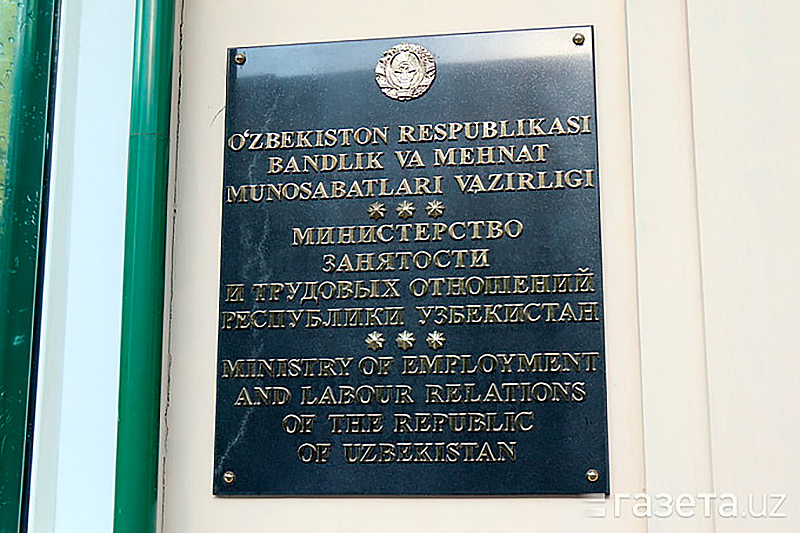 O'ZBEKISTON RESPUBLIKASI
BANDLIK VA MEHNAT
MUNOSABATLARI VAZIRLIGI
МИНИСТЕРСТВО
ЗАНЯТОСТИ
И ТРУДОВЫХ ОТНОШЕНИЙ
РЕСПУБЛИКИ УЗБЕКИСТАН
MINISTRY OF EMPLOYMENT
AND LABOUR RELATIONS
OF THE REPUBLIC
OF UZBEKISTAN
газета.uz